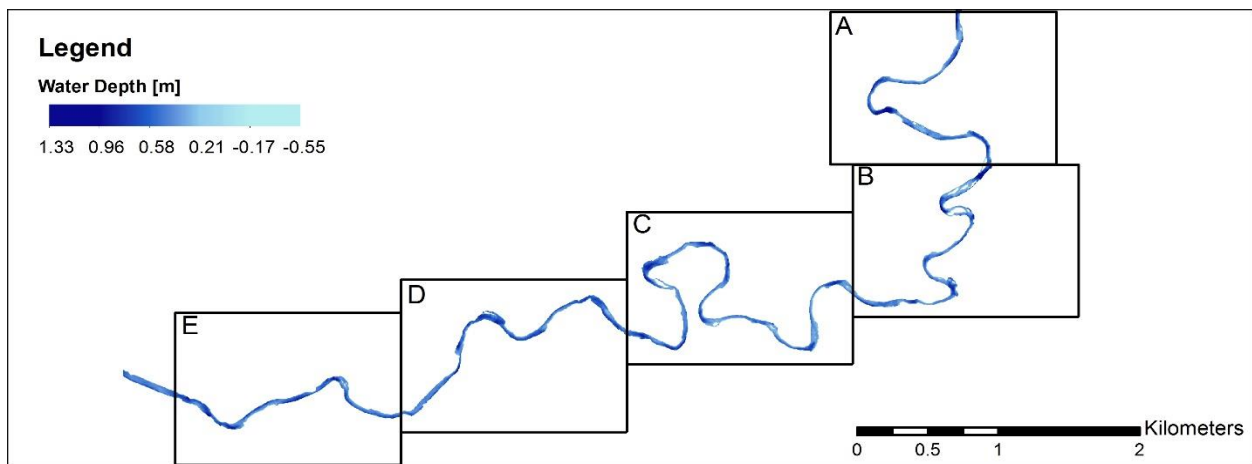 Legend
Water Depth [m]
1.33 0.96 0.58 0.21 -0.17 -0.55
A
B
C
D
E
Kilometers
0 0.5 1 2